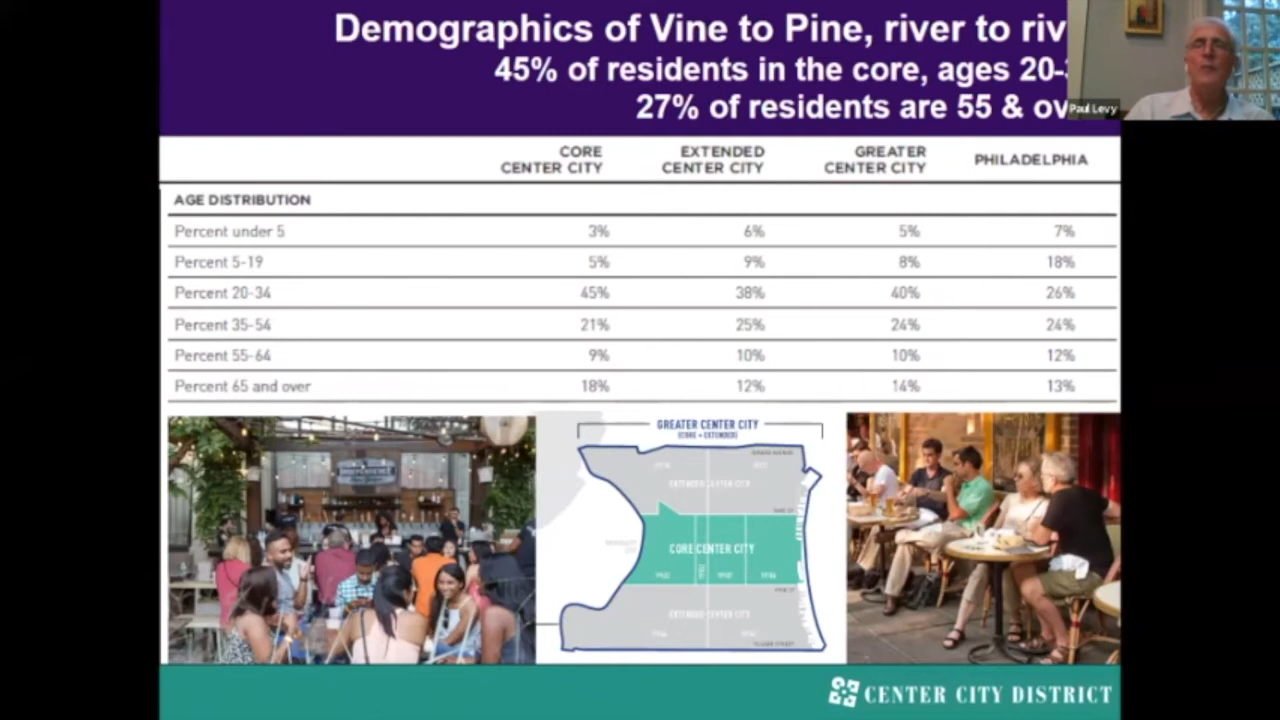 Demographics of Vine to Pine, river to riv
45% of residents in the core, ages 20-3
27% of residents are 55 & ov
Paul Levy
CORE CENTER CITY EXTENDED CENTER CITY GREATER CENTER CITY PHILADELPHIA
AGE DISTRIBUTION
Percent under 5 3% 6% 5% 7%
Percent 5-19 5% 9% 8% 18%
Percent 20-34 45% 38% 40% 26%
Percent 35-54 21% 25% 24% 24%
Percent 55-64 9% 10% 10% 12%
Percent 65 and over 18% 12% 14% 13%
INDEPENDENCE
GREATER CENTER CITY
(CORE + EXTENDED)
EXTENDED CENTER CITY
CORE CENTER CITY
EXTENDED CENTER CITY
CENTER CITY DISTRICT